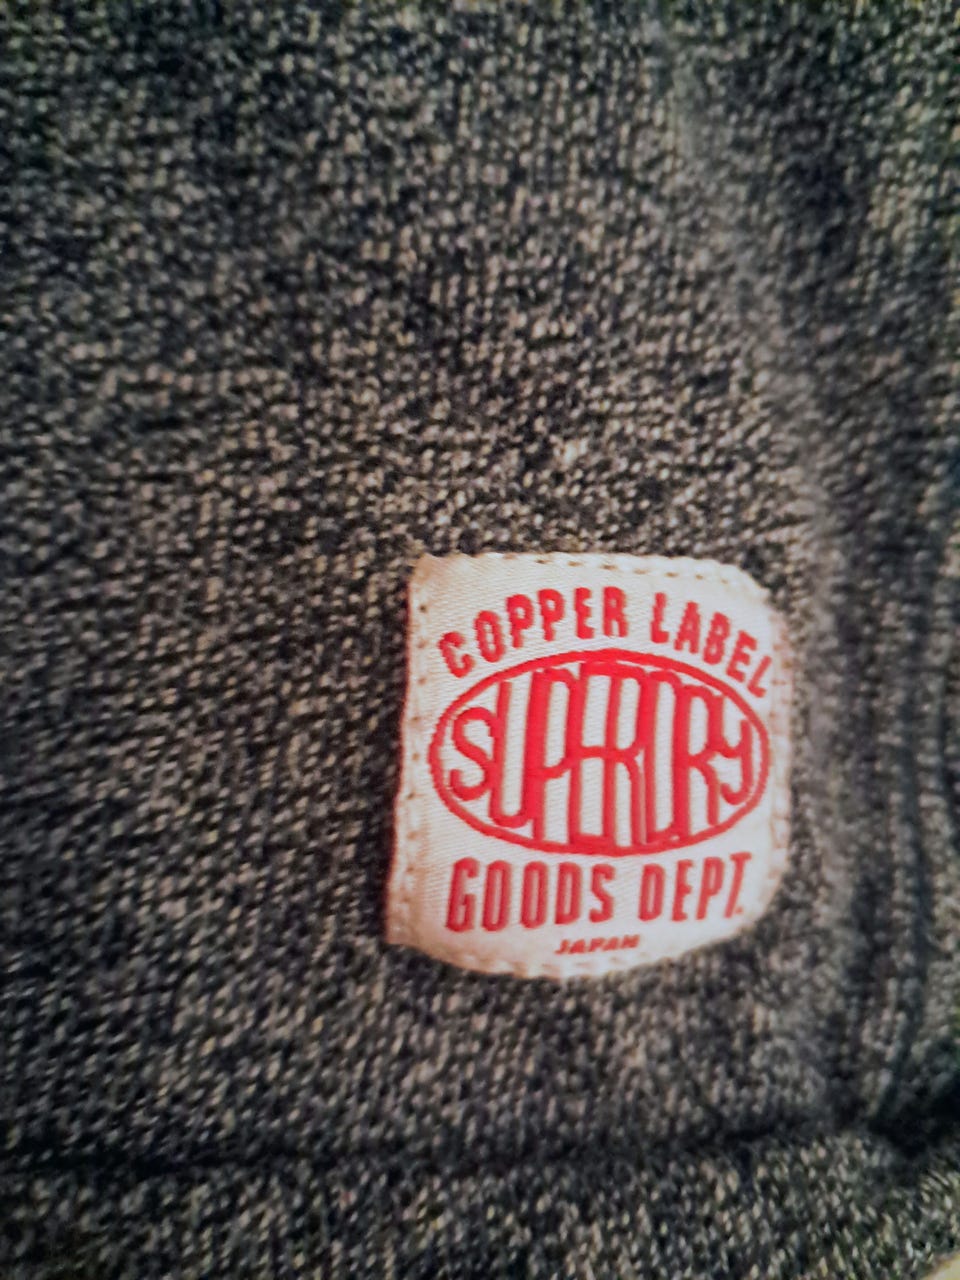 COPPER LABEL
SUPERDRY
GOODS DEPT.
JAPAN